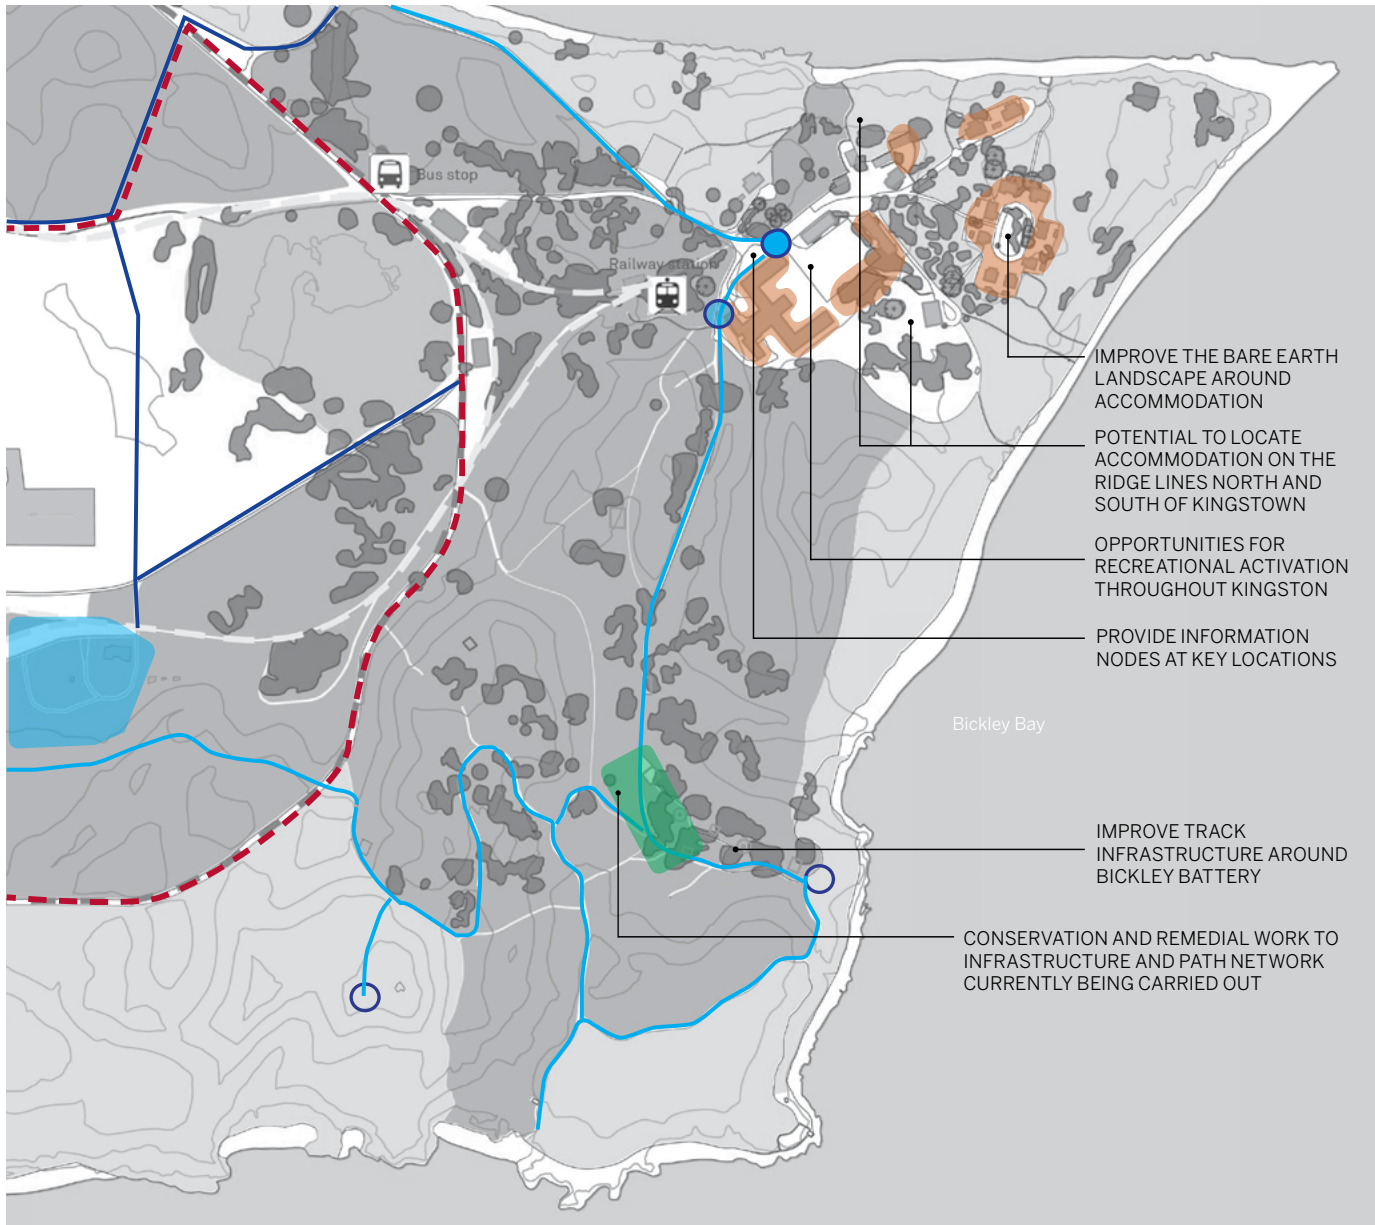 Bus stop
Railway station
IMPROVE THE BARE EARTH
LANDSCAPE AROUND
ACCOMMODATION
POTENTIAL TO LOCATE
ACCOMMODATION ON THE
RIDGE LINES NORTH AND
SOUTH OF KINGSTOWN
OPPORTUNITIES FOR
RECREATIONAL ACTIVATION
THROUGHOUT KINGSTON
PROVIDE INFORMATION
NODES AT KEY LOCATIONS
Bickley Bay
IMPROVE TRACK
INFRASTRUCTURE AROUND
BICKLEY BATTERY
CONSERVATION AND REMEDIAL WORK TO
INFRASTRUCTURE AND PATH NETWORK
CURRENTLY BEING CARRIED OUT